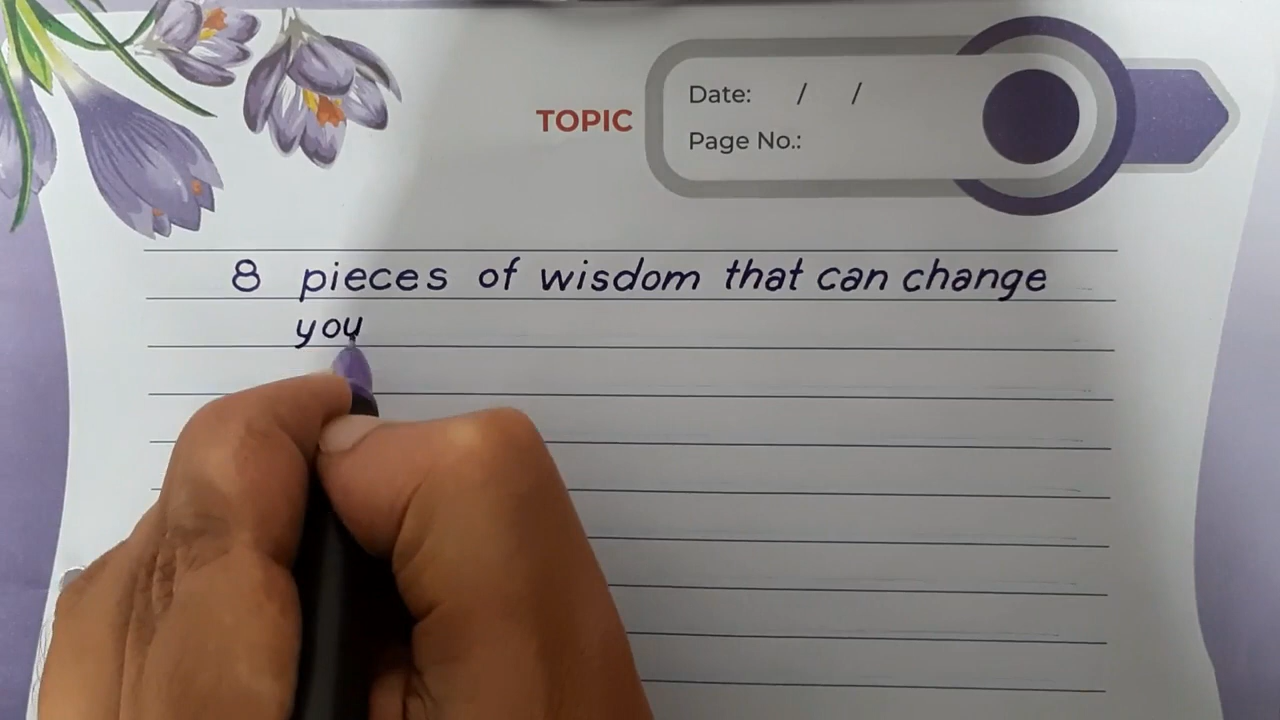 TOPIC
Date: / /
Page No.:
8 pieces of wisdom that can change
you